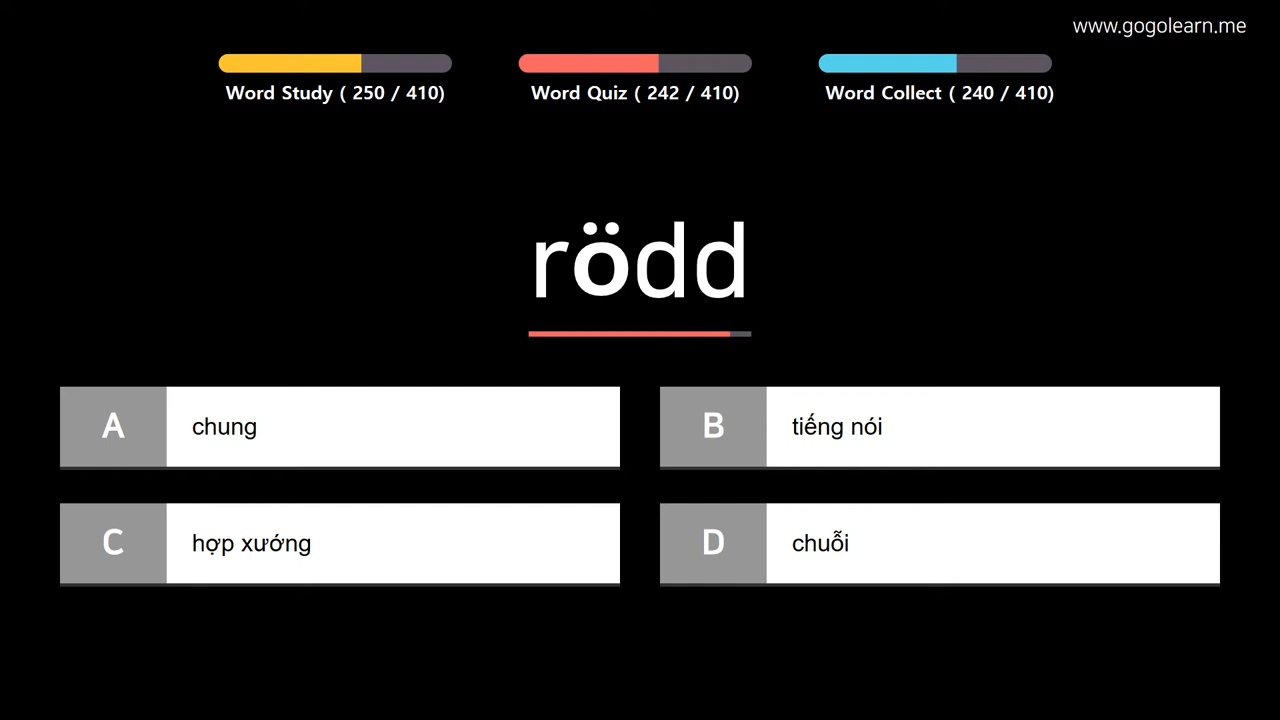 www.gogolearn.me
Word Study ( 250 / 410)
Word Quiz ( 242 / 410)
Word Collect ( 240 / 410)
rödd
A chung
B tiếng nói
C hợp xướng
D chuỗi